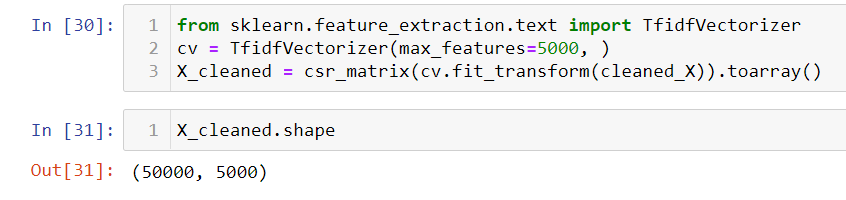 In [30]: 1 from sklearn.feature_extraction.text import TfidfVectorizer
2 cv = TfidfVectorizer(max_features=5000, )
3 X_cleaned = csr_matrix(cv.fit_transform(cleaned_X)).toarray()
In [31]: 1 X_cleaned.shape
Out[31]: (50000, 5000)